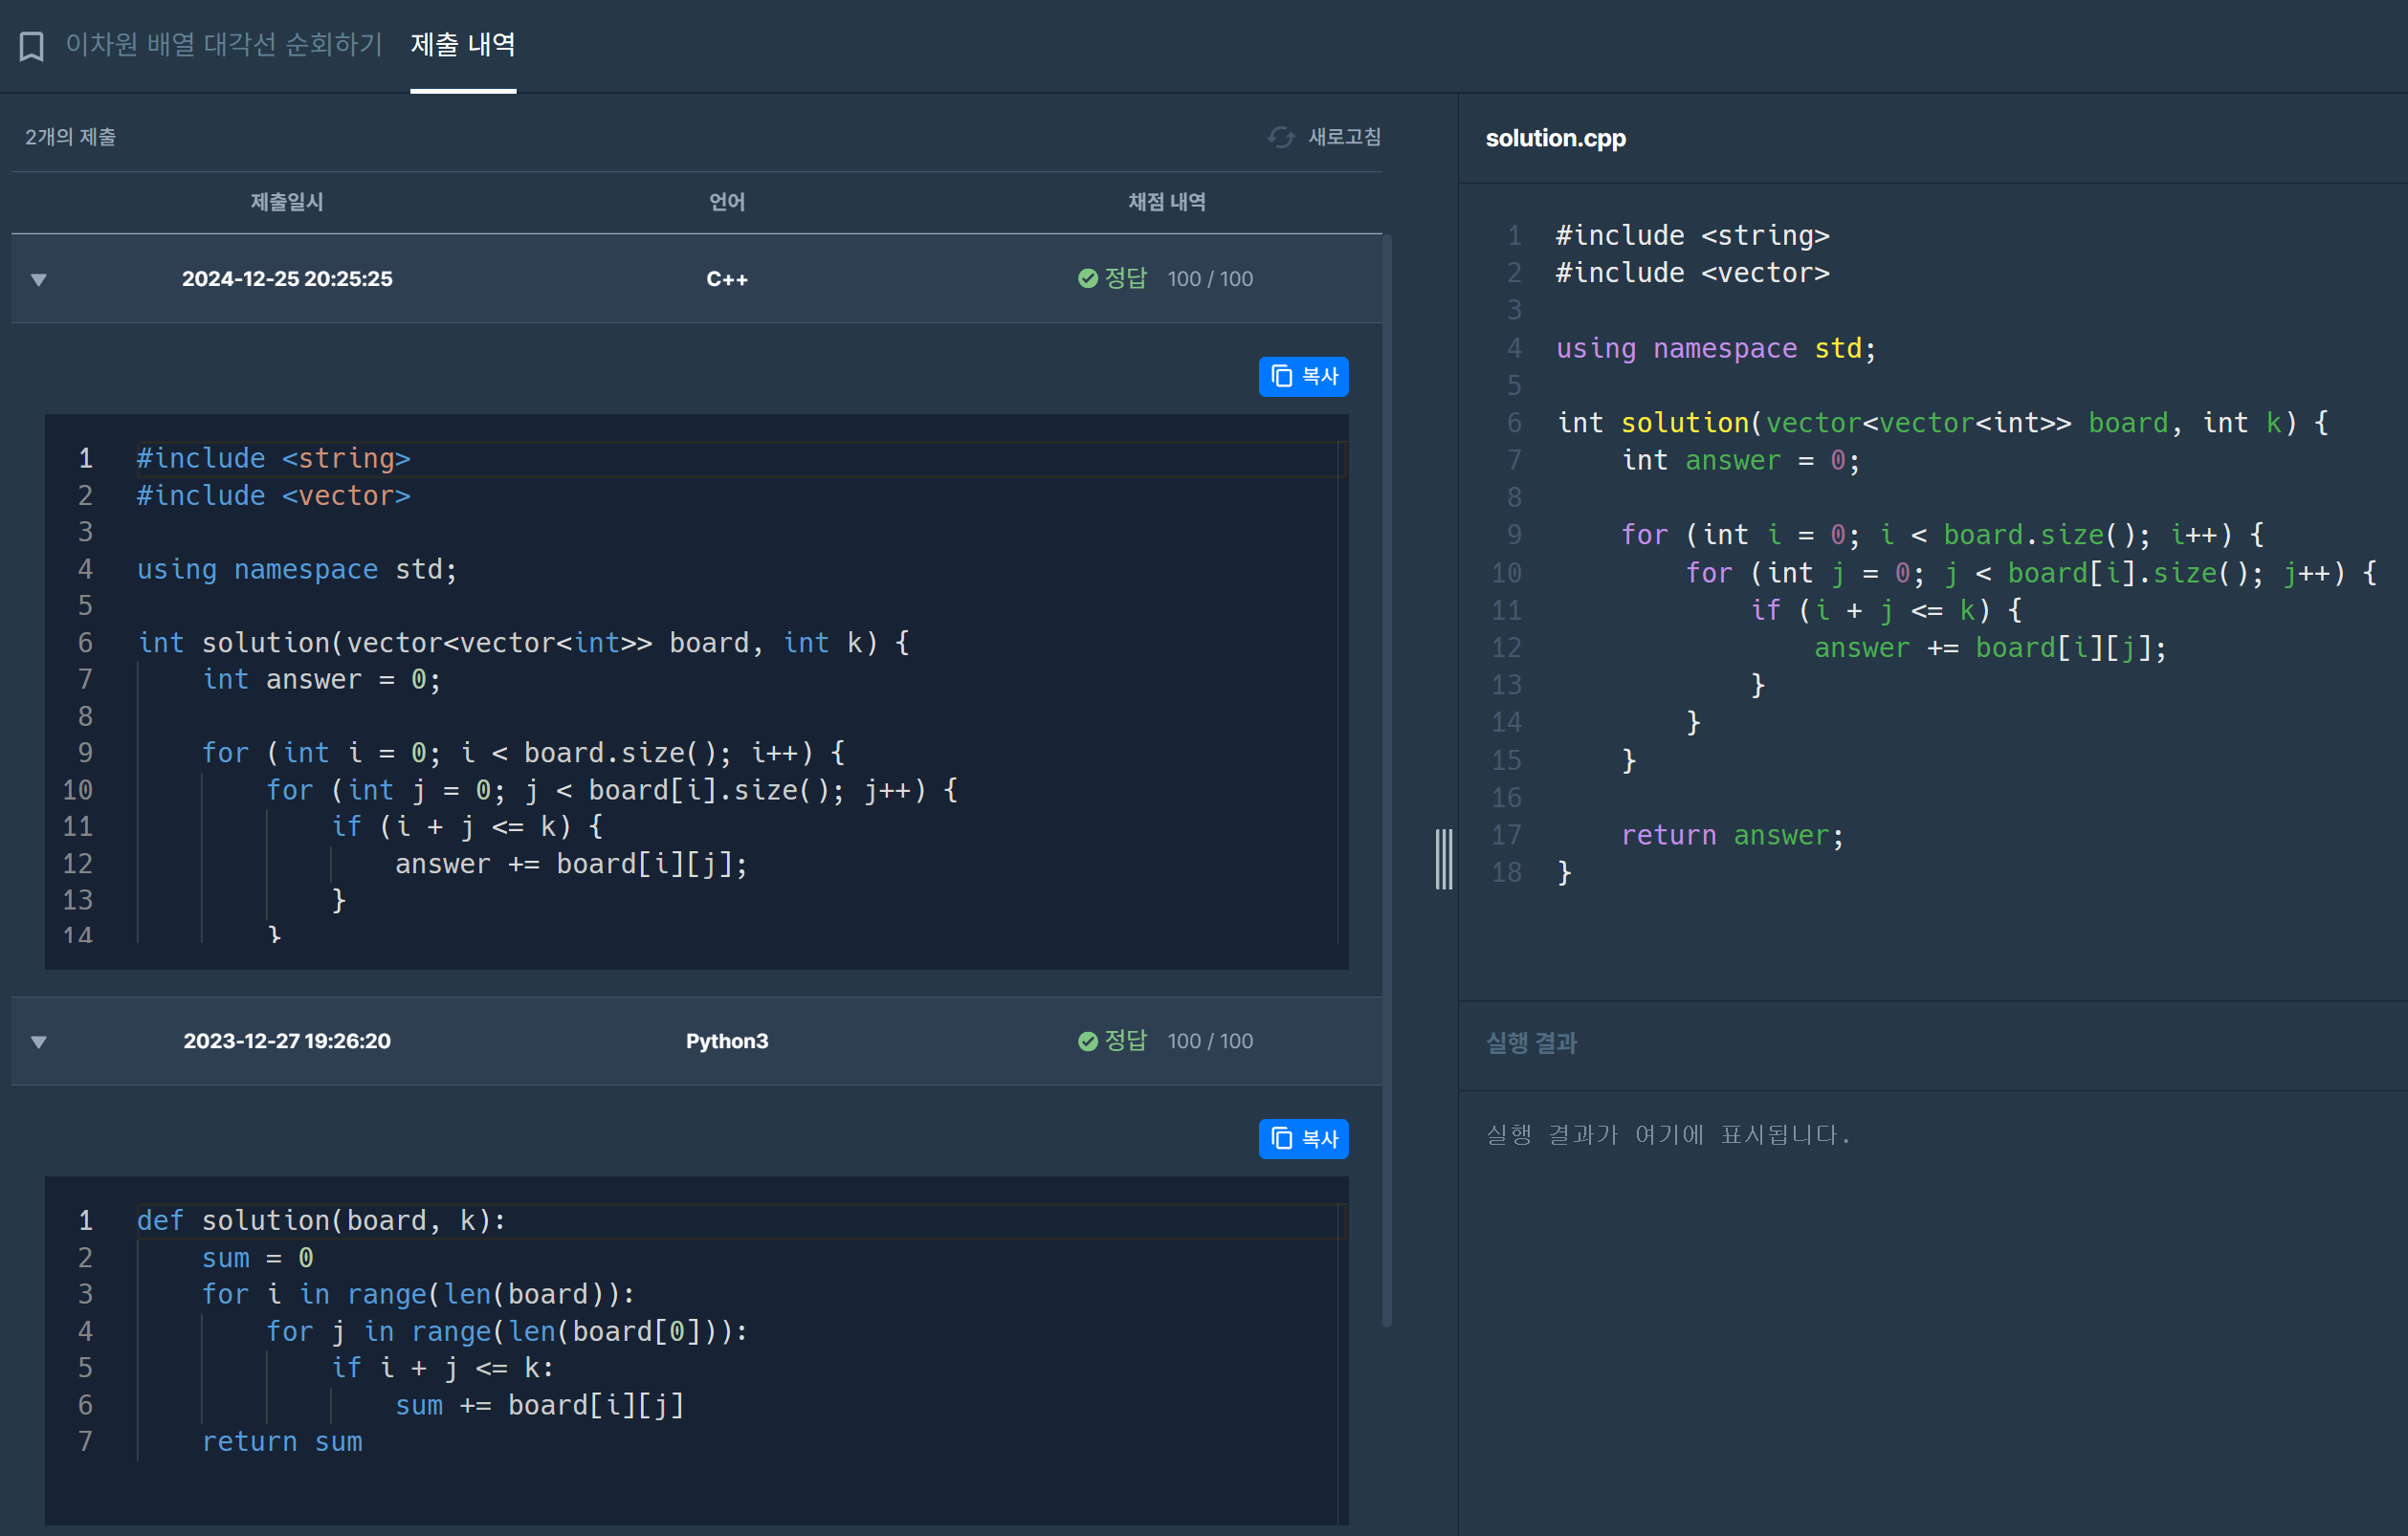 이차원 배열 대각선 순회하기 제출 내역
2개의 제출 새로고침
제출일시 언어 채점 내역
2024-12-25 20:25:25 C++ 정답 100 / 100
복사
1 #include <string>
2 #include <vector>
3
4 using namespace std;
5
6 int solution(vector<vector<int>> board, int k) {
7     int answer = 0;
8
9     for (int i = 0; i < board.size(); i++) {
10         for (int j = 0; j < board[i].size(); j++) {
11             if (i + j <= k) {
12                 answer += board[i][j];
13             }
14         }
2023-12-27 19:26:20 Python3 정답 100 / 100
복사
1 def solution(board, k):
2     sum = 0
3     for i in range(len(board)):
4         for j in range(len(board[0])):
5             if i + j <= k:
6                 sum += board[i][j]
7     return sum
solution.cpp
1 #include <string>
2 #include <vector>
3
4 using namespace std;
5
6 int solution(vector<vector<int>> board, int k) {
7     int answer = 0;
8
9     for (int i = 0; i < board.size(); i++) {
10         for (int j = 0; j < board[i].size(); j++) {
11             if (i + j <= k) {
12                 answer += board[i][j];
13             }
14         }
15     }
16
17     return answer;
18 }
실행 결과
실행 결과가 여기에 표시됩니다.